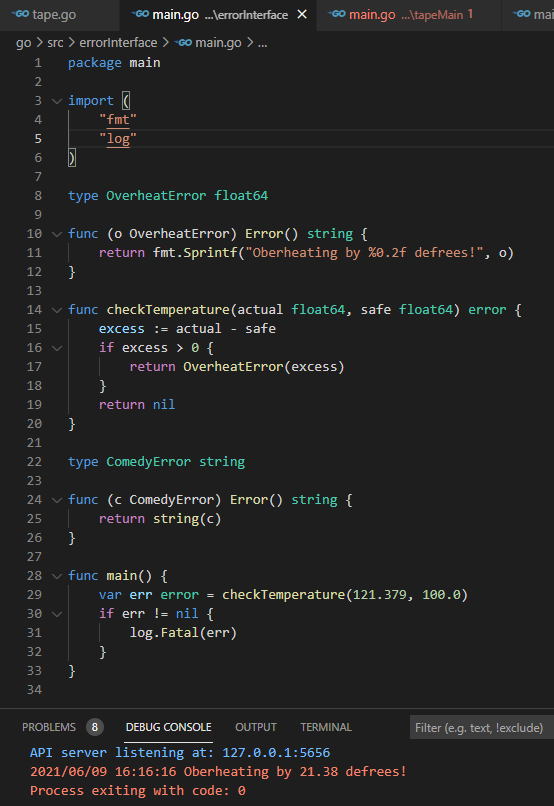 tape.go
GO main.go ...\errorInterface ×
GO main.go ...\tapeMain 1
GO mai
go > src > errorInterface > GO main.go > ...
1 package main
2
3 import (
4 "fmt"
5 "log"
6 )
7
8 type OverheatError float64
9
10 func (o OverheatError) Error() string {
11 return fmt.Sprintf("Oberheating by %0.2f defrees!", o)
12 }
13
14 func checkTemperature(actual float64, safe float64) error {
15 excess := actual - safe
16 if excess > 0 {
17 return OverheatError(excess)
18 }
19 return nil
20 }
21
22 type ComedyError string
23
24 func (c ComedyError) Error() string {
25 return string(c)
26 }
27
28 func main() {
29 var err error = checkTemperature(121.379, 100.0)
30 if err != nil {
31 log.Fatal(err)
32 }
33 }
34
PROBLEMS 8 DEBUG CONSOLE OUTPUT TERMINAL Filter (e.g. text, !exclude)
API server listening at: 127.0.0.1:5656
2021/06/09 16:16:16 Oberheating by 21.38 defrees!
Process exiting with code: 0